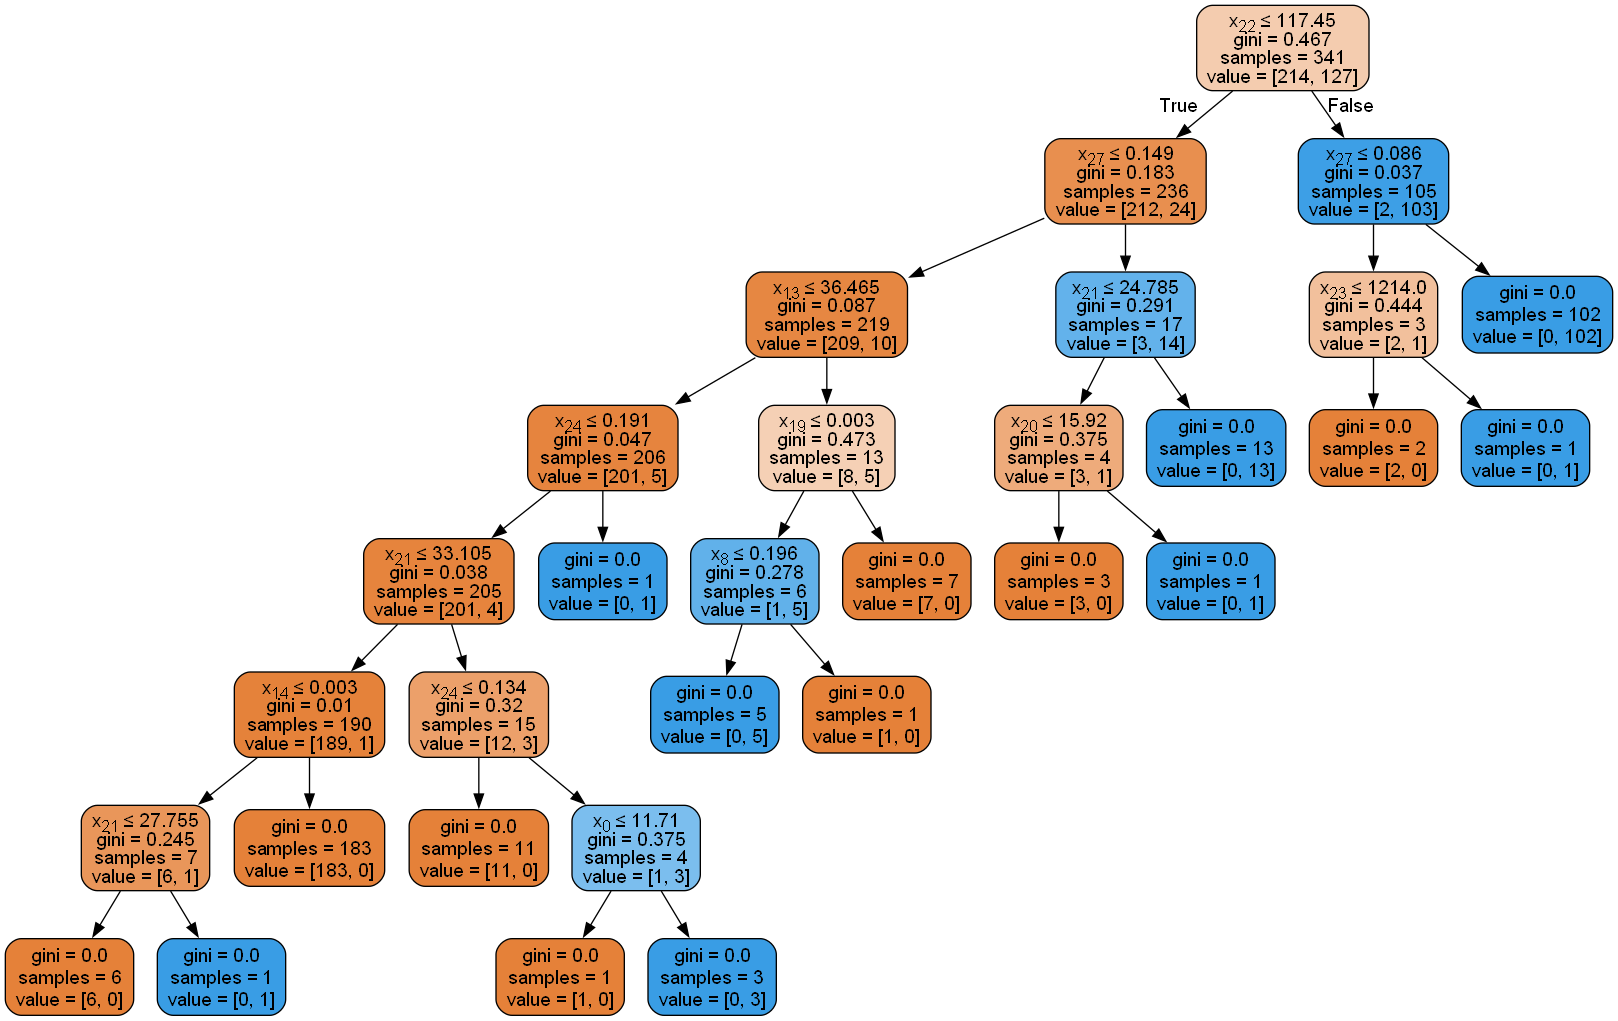 x22 ≤ 117.45
gini = 0.467
samples = 341
value = [214, 127]
True
False
x27 ≤ 0.149
gini = 0.183
samples = 236
value = [212, 24]
x27 ≤ 0.086
gini = 0.037
samples = 105
value = [2, 103]
x13 ≤ 36.465
gini = 0.087
samples = 219
value = [209, 10]
x21 ≤ 24.785
gini = 0.291
samples = 17
value = [3, 14]
x23 ≤ 1214.0
gini = 0.444
samples = 3
value = [2, 1]
gini = 0.0
samples = 102
value = [0, 102]
x24 ≤ 0.191
gini = 0.047
samples = 206
value = [201, 5]
x19 ≤ 0.003
gini = 0.473
samples = 13
value = [8, 5]
x20 ≤ 15.92
gini = 0.375
samples = 4
value = [3, 1]
gini = 0.0
samples = 13
value = [0, 13]
gini = 0.0
samples = 2
value = [2, 0]
gini = 0.0
samples = 1
value = [0, 1]
x21 ≤ 33.105
gini = 0.038
samples = 205
value = [201, 4]
gini = 0.0
samples = 1
value = [0, 1]
x8 ≤ 0.196
gini = 0.278
samples = 6
value = [1, 5]
gini = 0.0
samples = 7
value = [7, 0]
gini = 0.0
samples = 3
value = [3, 0]
gini = 0.0
samples = 1
value = [0, 1]
x14 ≤ 0.003
gini = 0.01
samples = 190
value = [189, 1]
x24 ≤ 0.134
gini = 0.32
samples = 15
value = [12, 3]
gini = 0.0
samples = 5
value = [0, 5]
gini = 0.0
samples = 1
value = [1, 0]
x21 ≤ 27.755
gini = 0.245
samples = 7
value = [6, 1]
gini = 0.0
samples = 183
value = [183, 0]
gini = 0.0
samples = 11
value = [11, 0]
x0 ≤ 11.71
gini = 0.375
samples = 4
value = [1, 3]
gini = 0.0
samples = 6
value = [6, 0]
gini = 0.0
samples = 1
value = [0, 1]
gini = 0.0
samples = 1
value = [1, 0]
gini = 0.0
samples = 3
value = [0, 3]